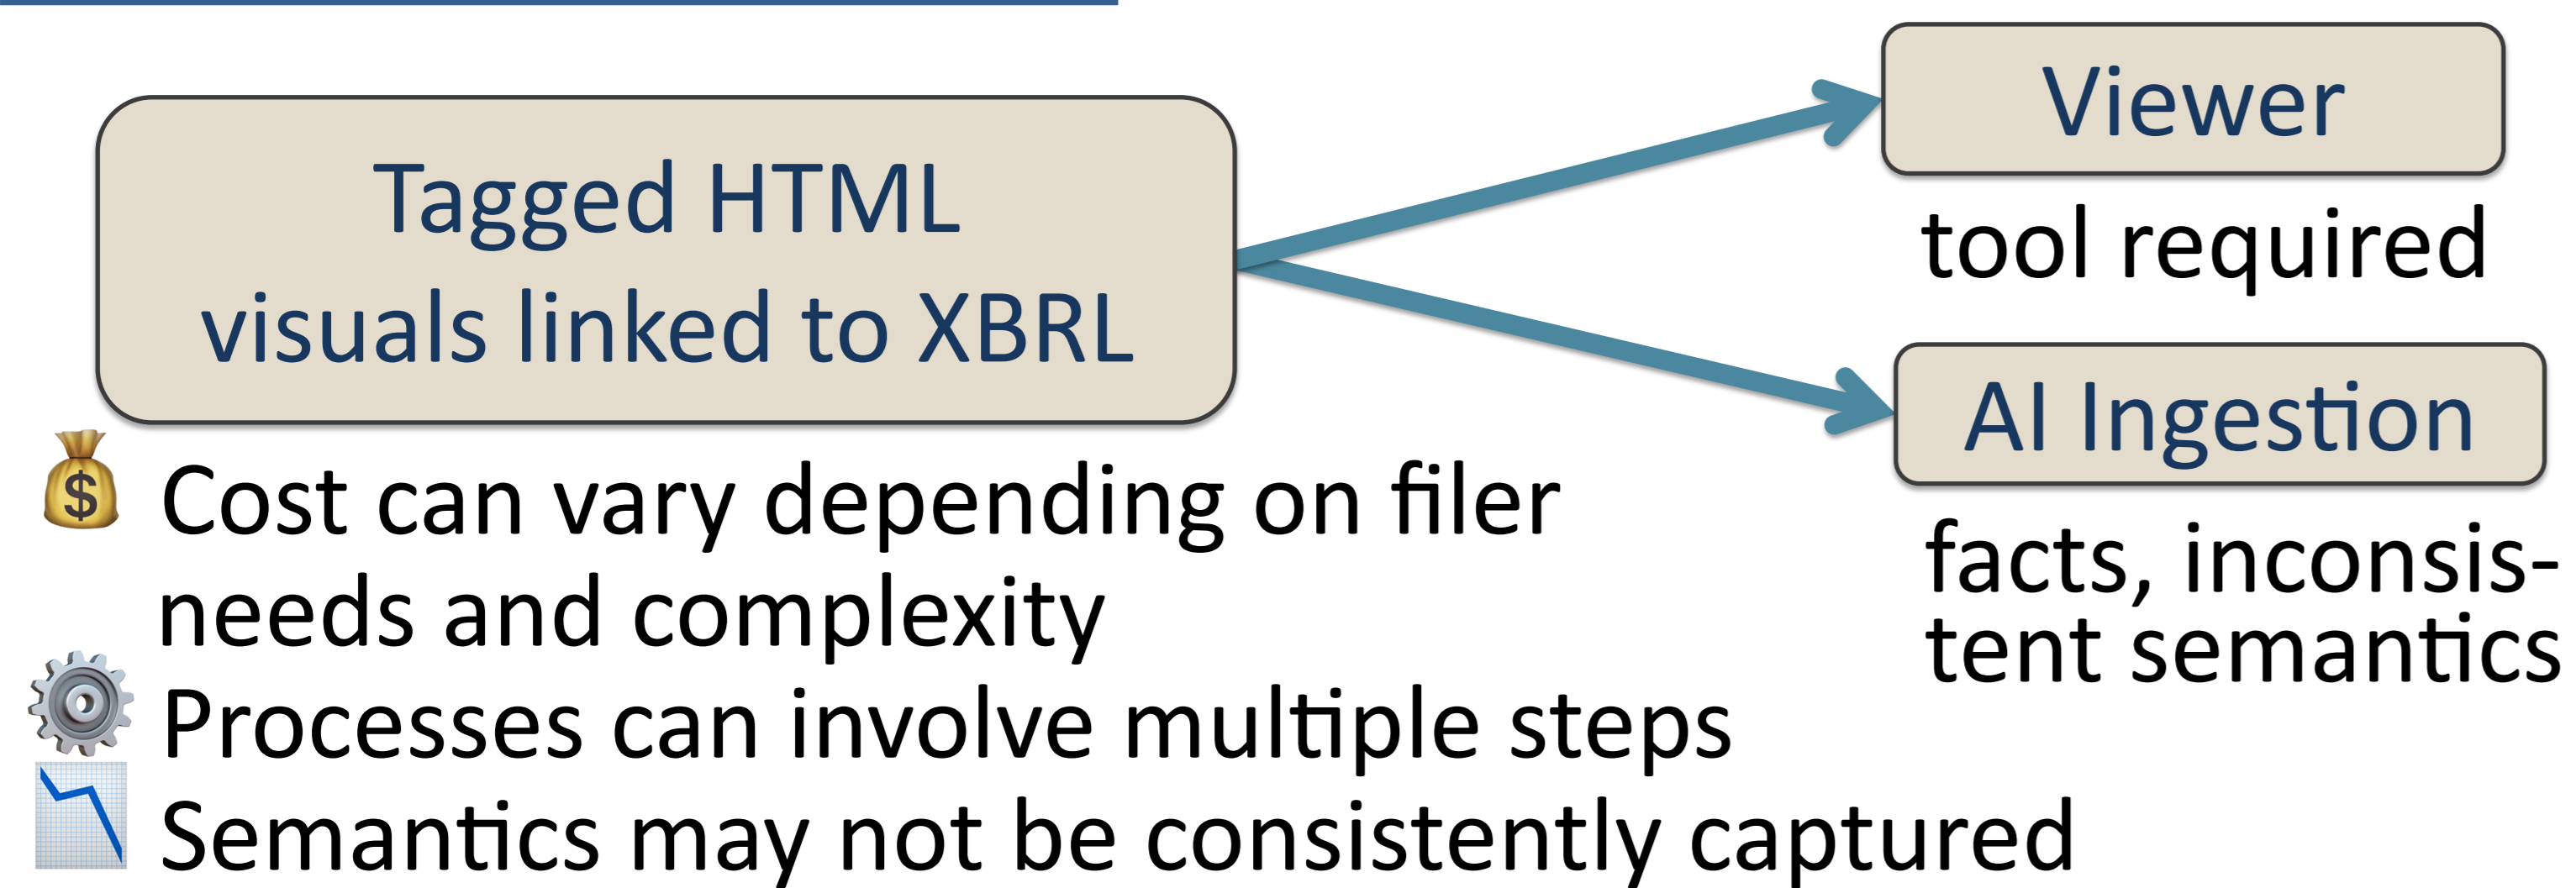 Tagged HTML
visuals linked to XBRL
Viewer
tool required
AI Ingestion
facts, inconsis-
tent semantics
$
Cost can vary depending on filer
needs and complexity
Processes can involve multiple steps
Semantics may not be consistently captured